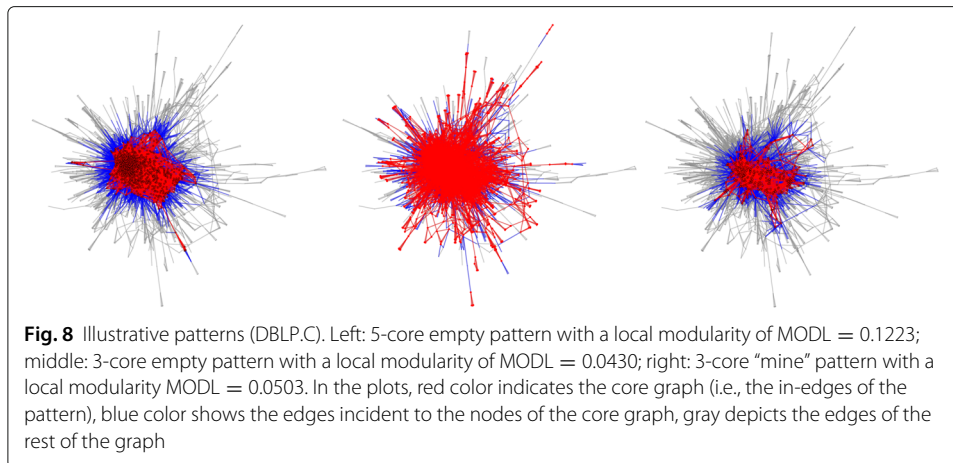 Fig. 8 Illustrative patterns (DBLP.C). Left: 5-core empty pattern with a local modularity of MODL = 0.1223;
middle: 3-core empty pattern with a local modularity of MODL = 0.0430; right: 3-core “mine” pattern with a
local modularity MODL = 0.0503. In the plots, red color indicates the core graph (i.e., the in-edges of the
pattern), blue color shows the edges incident to the nodes of the core graph, gray depicts the edges of the
rest of the graph